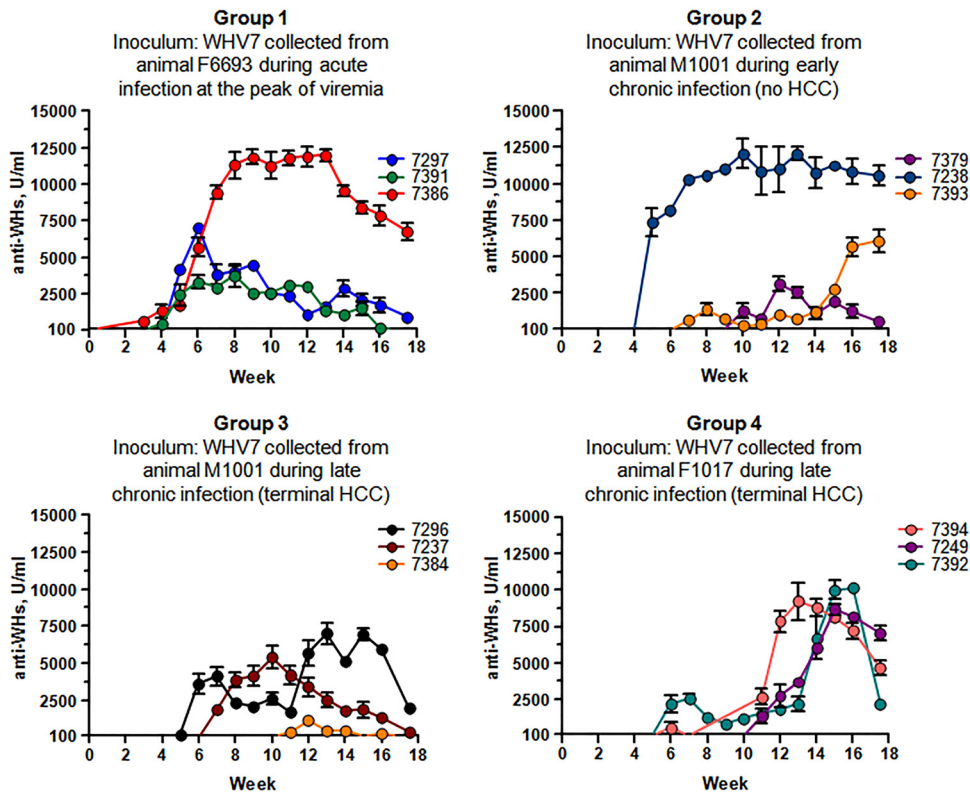 Group 1
Inoculum: WHV7 collected from
animal F6693 during acute
infection at the peak of viremia
15000
12500
10000
7500
5000
2500
100
anti-WHs, U/ml
7297
7391
7386
0 2 4 6 8 10 12 14 16 18
Week
Group 2
Inoculum: WHV7 collected from
animal M1001 during early
chronic infection (no HCC)
15000
12500
10000
7500
5000
2500
100
anti-WHs, U/ml
7379
7238
7393
0 2 4 6 8 10 12 14 16 18
Week
Group 3
Inoculum: WHV7 collected from
animal M1001 during late
chronic infection (terminal HCC)
15000
12500
10000
7500
5000
2500
100
anti-WHs, U/ml
7296
7237
7384
0 2 4 6 8 10 12 14 16 18
Week
Group 4
Inoculum: WHV7 collected from
animal F1017 during late
chronic infection (terminal HCC)
15000
12500
10000
7500
5000
2500
100
anti-WHs, U/ml
7394
7249
7392
0 2 4 6 8 10 12 14 16 18
Week